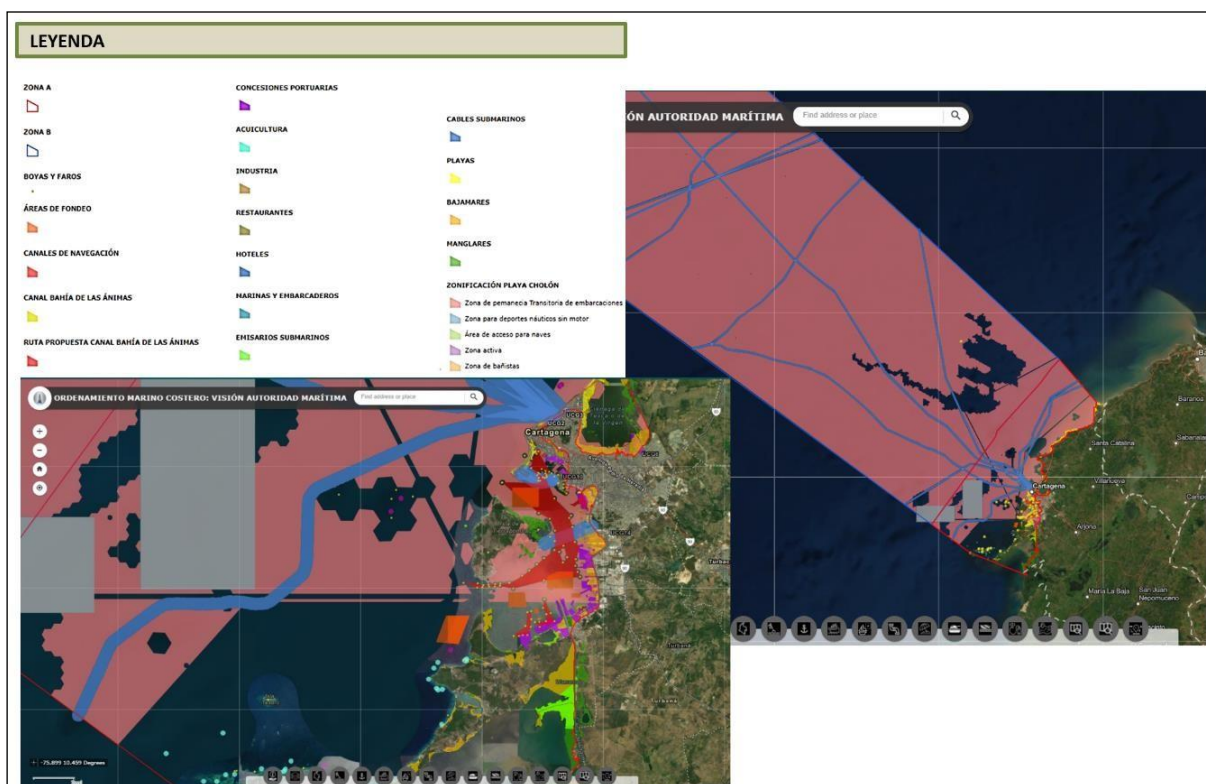 LEYENDA
ZONA A
ZONA B
BOYAS Y FAROS
ÁREAS DE FONDEO
CANALES DE NAVEGACIÓN
CANAL BAHÍA DE LAS ÁNIMAS
RUTA PROPUESTA CANAL BAHÍA DE LAS ÁNIMAS
CONCESIONES PORTUARIAS
ACUICULTURA
INDUSTRIA
RESTAURANTES
HOTELES
MARINAS Y EMBARCADEROS
EMISARIOS SUBMARINOS
CABLES SUBMARINOS
PLAYAS
BAJAMARES
MANGLARES
ZONIFICACIÓN PLAYA CHOLÓN
Zona de pemanecia Transitoria de embarcaciones
Zona para deportes náuticos sin motor
Área de acceso para naves
Zona activa
Zona de bañistas
ÓN AUTORIDAD MARÍTIMA
Find address or place
Baranoa
Santa Catalina
Sabanalar
Cartagena
Villanueva
Arjona
Maria La Baja
San Juan
Nepomuceno
ORDENAMIENTO MARINO COSTERO: VISIÓN AUTORIDAD MARÍTIMA
Find address or place
Cartagena
Turbana
-75.899 10.459 Degrees